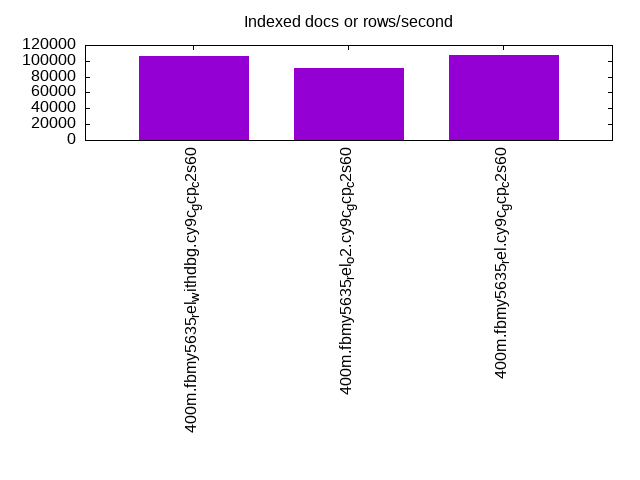 Indexed docs or rows/second
120000
100000
80000
60000
40000
20000
0
400m.fbmy5635relwithdbg.cy9cgcpc2s60
400m.fbmy5635relo2.cy9cgcpc2s60
400m.fbmy5635rel.cy9cgcpc2s60